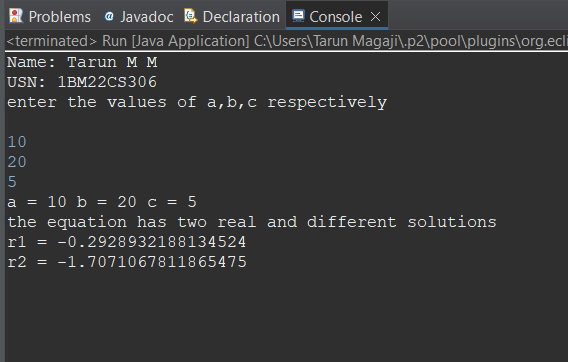 Problems @ Javadoc Declaration Console ×
<terminated> Run [Java Application] C:\Users\Tarun Magaji\.p2\pool\plugins\org.ecli
Name: Tarun M M
USN: 1BM22CS306
enter the values of a,b,c respectively
10
20
5
a = 10 b = 20 c = 5
the equation has two real and different solutions
r1 = -0.2928932188134524
r2 = -1.7071067811865475